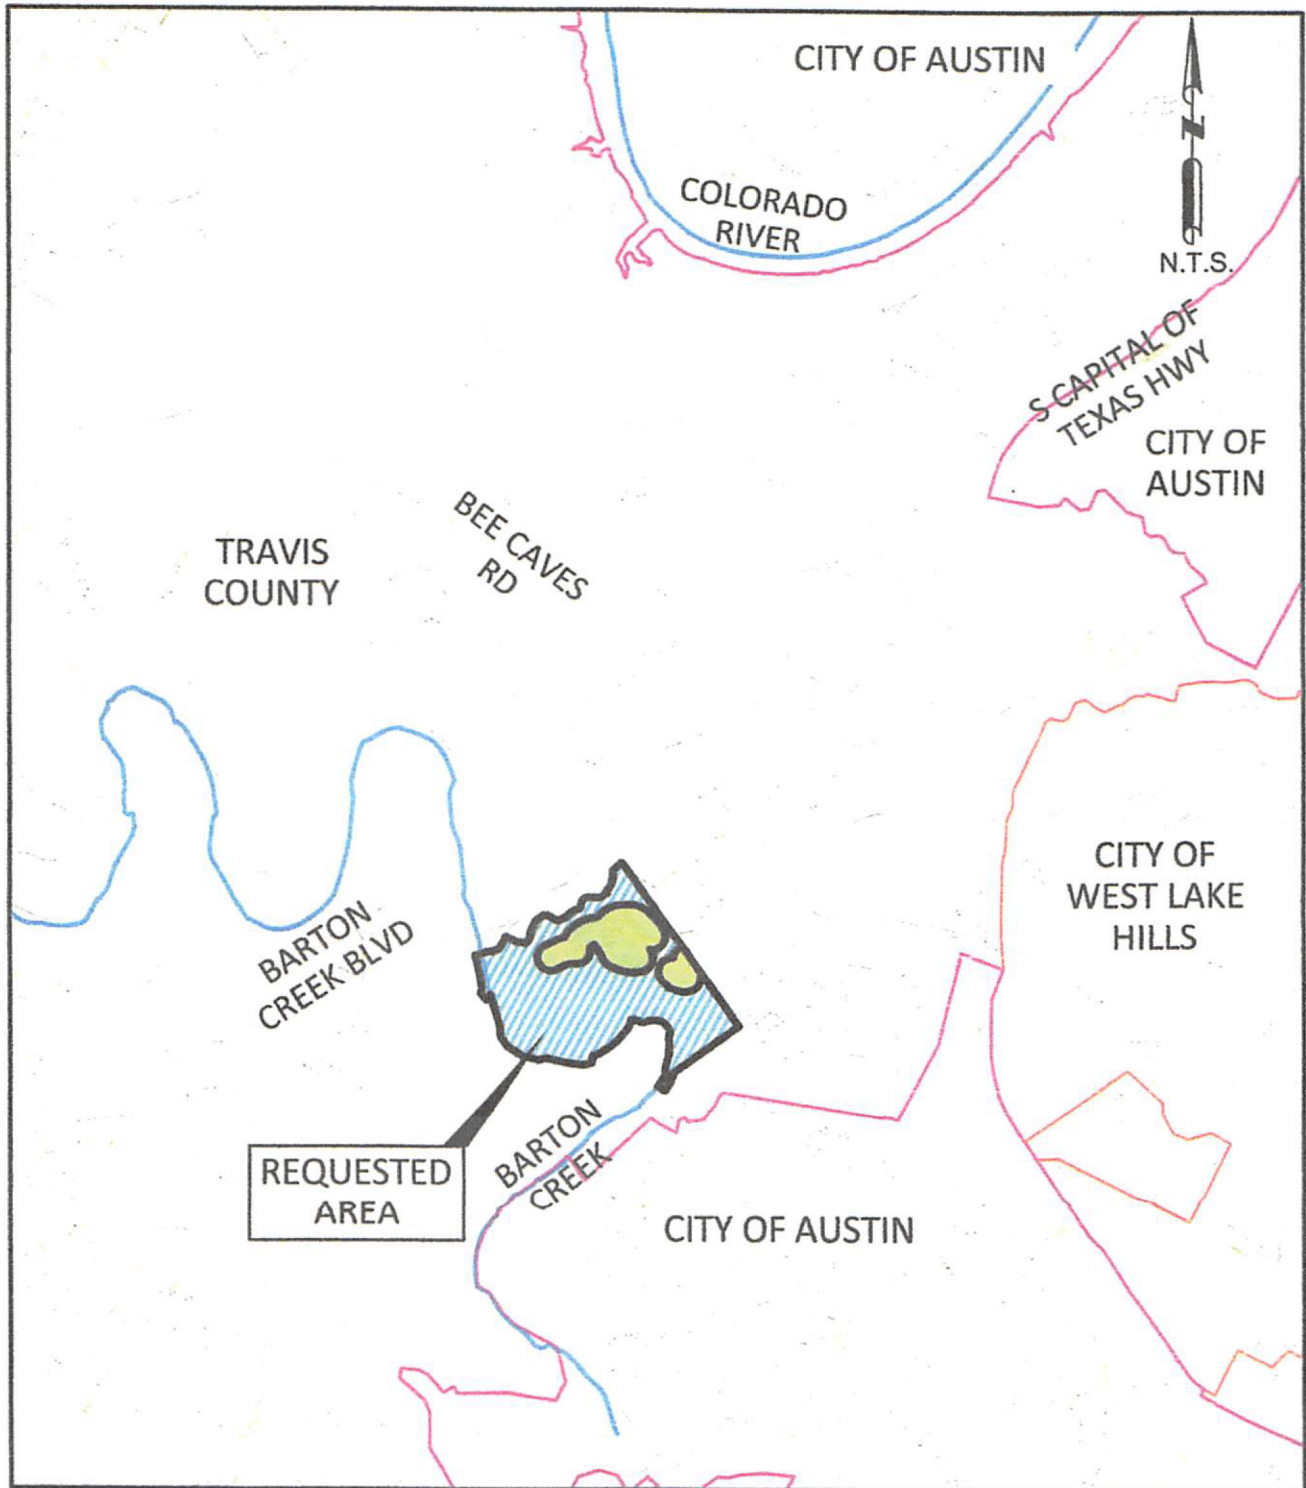 CITY OF AUSTIN
N
N.T.S.
COLORADO
RIVER
S CAPITAL OF
TEXAS HWY
CITY OF
AUSTIN
BEE CAVES
RD
TRAVIS
COUNTY
CITY OF
WEST LAKE
HILLS
BARTON
CREEK BLVD
BARTON
CREEK
REQUESTED
AREA
CITY OF AUSTIN